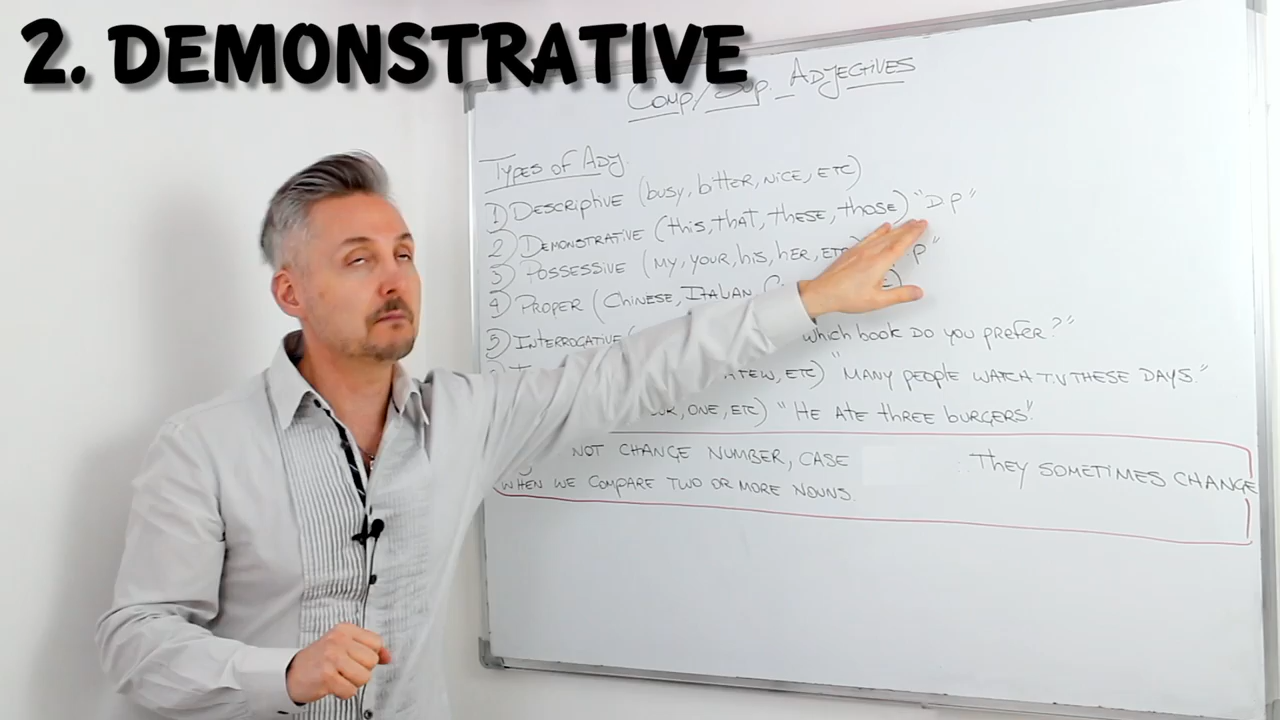 2. DEMONSTRATIVE
Comp/Sup. ADJECTIVES
TYPES OF ADJ.
1) DESCRIPTIVE (busy, bitter, NICE, ETC)
2) DEMONSTRATIVE (this, that, these, those) "D P"
3) POSSESSIVE (MY, YOUR, his, her, ETC) P"
4) PROPER (CHINESE, ITALIAN,
5) INTERROGATIVE ( which book DO you prefer?"
FEW, ETC) "MANY people WATCH T.V THESE DAYS."
ONE, ETC) "HE ATE three burgers".
NOT CHANGE NUMBER, CASE They SOMETIMES CHANGE
WHEN WE COMPARE TWO OR MORE NOUNS.